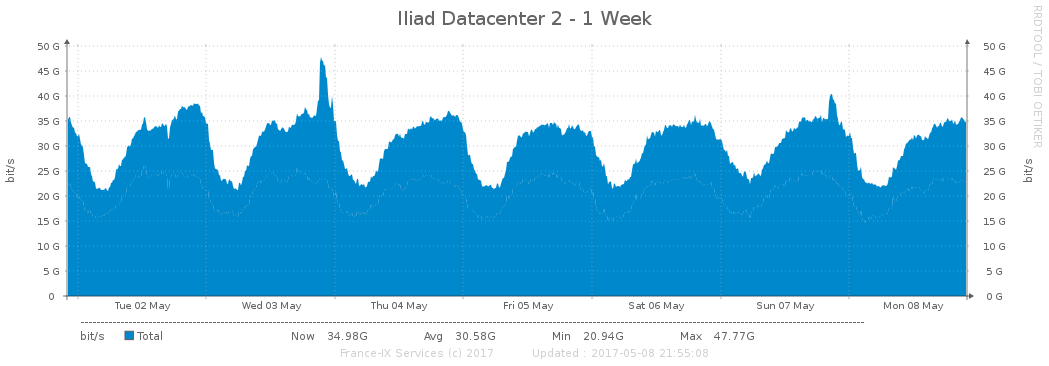 Iliad Datacenter 2 - 1 Week
RRDTOOL / TOBI OETIKER
bit/s
50 G 50 G
45 G 45 G
40 G 40 G
35 G 35 G
30 G 30 G
25 G 25 G
20 G 20 G
15 G 15 G
10 G 10 G
5 G 5 G
0 0 G
bit/s
Tue 02 May Wed 03 May Thu 04 May Fri 05 May Sat 06 May Sun 07 May Mon 08 May
bit/s Total Now 34.98G Avg 30.58G Min 20.94G Max 47.77G
France-IX Services (c) 2017 Updated : 2017-05-08 21:55:08